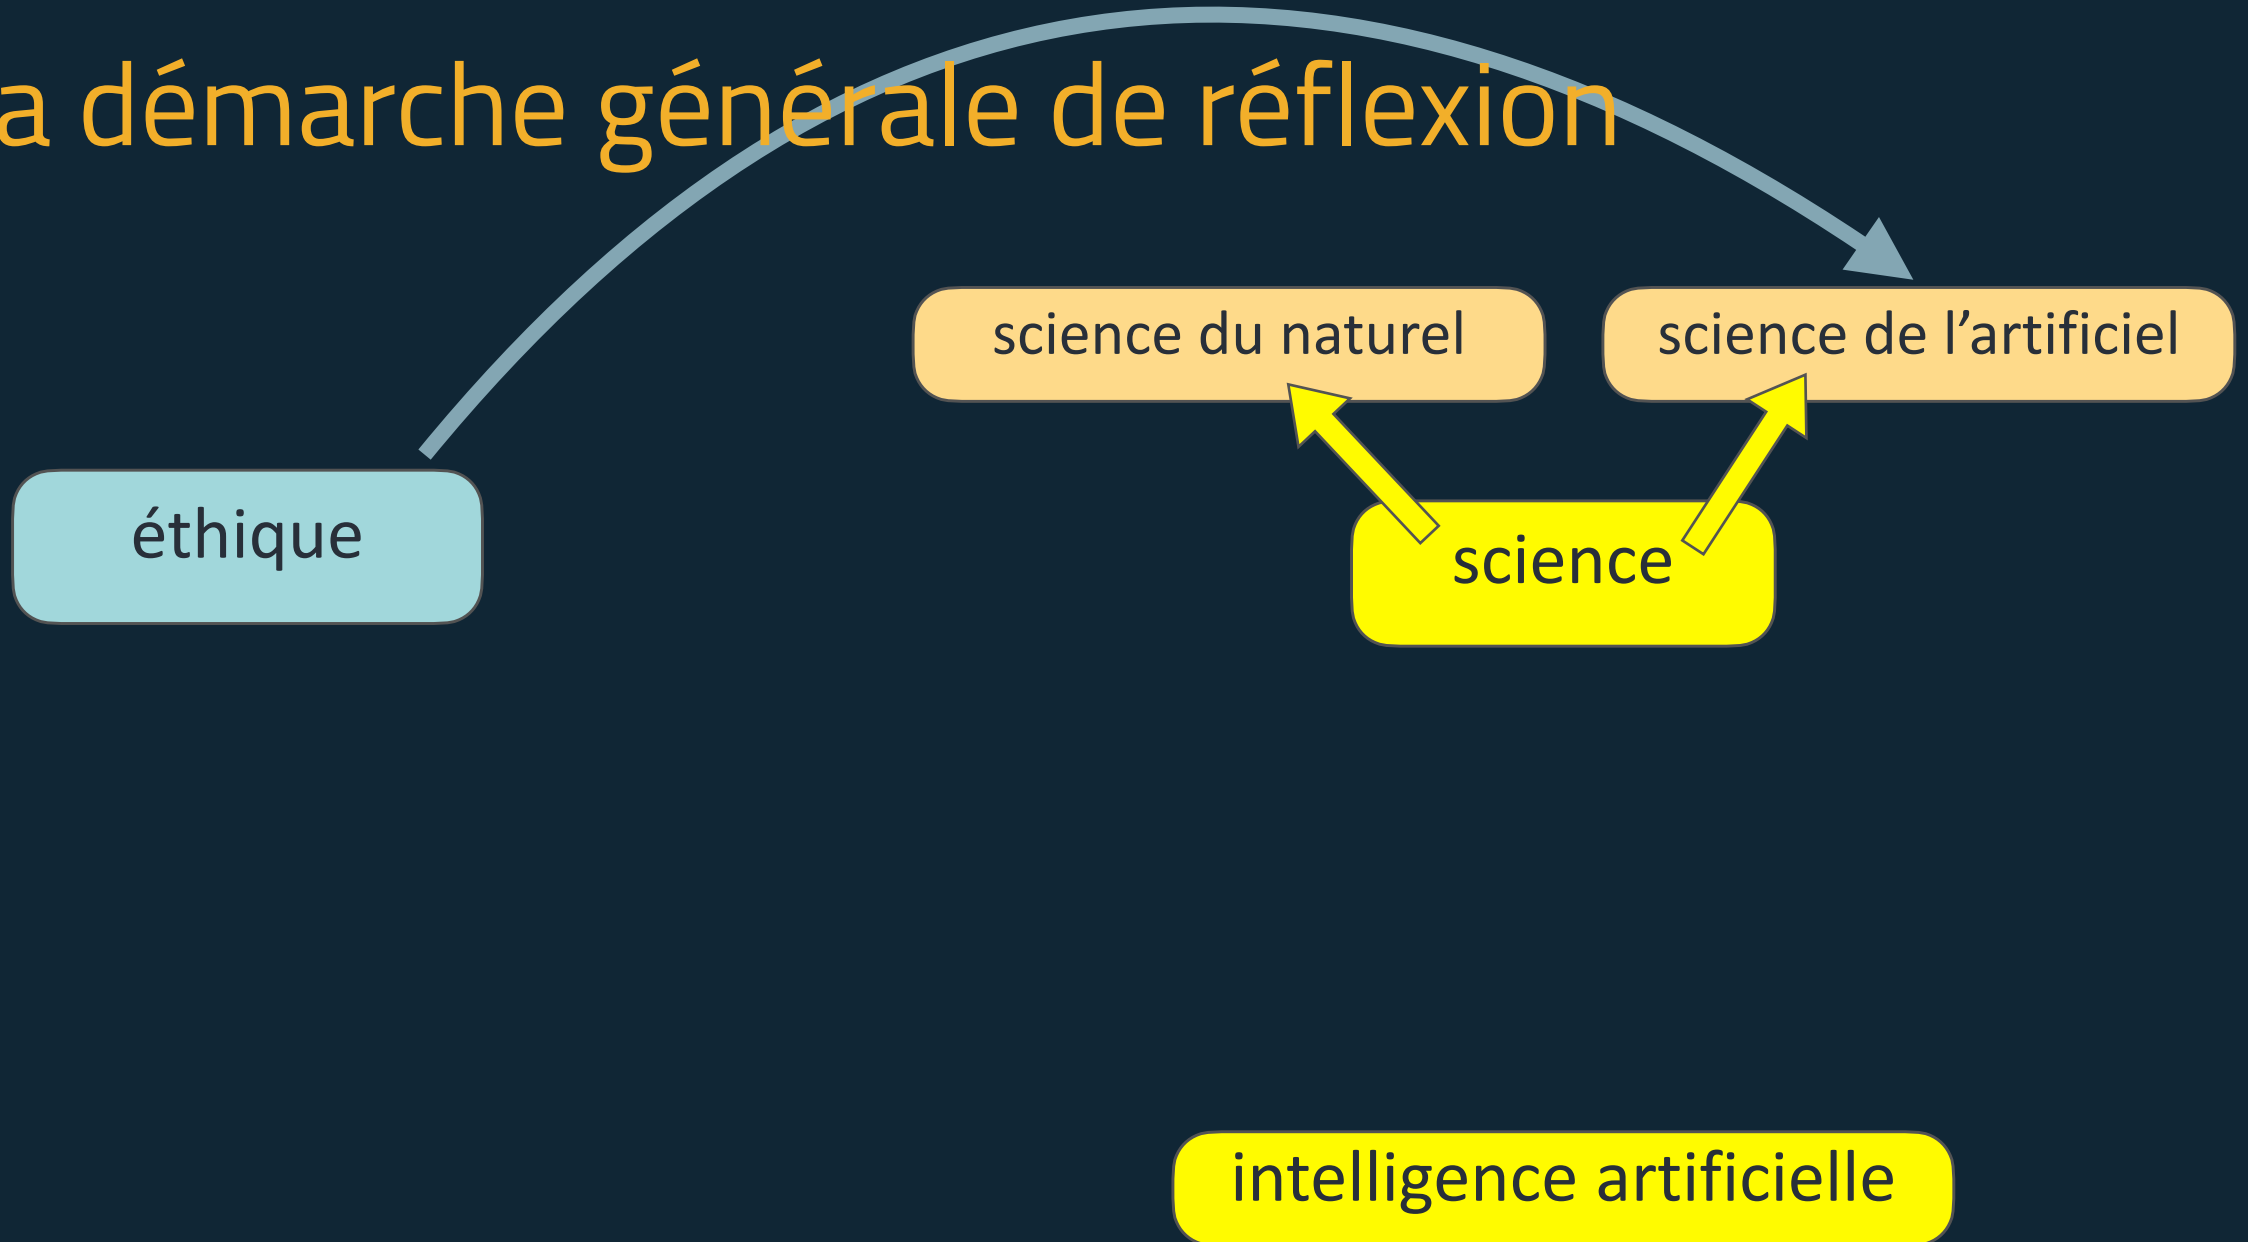 a démarche générale de réflexion
science du naturel
science de l’artificiel
éthique
science
intelligence artificielle